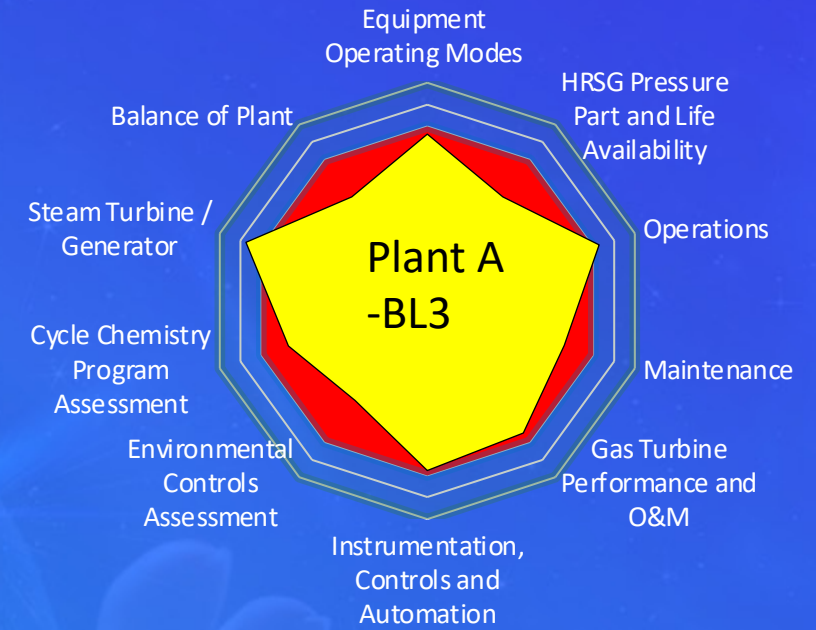 Equipment
Operating Modes
HRSG Pressure
Part and Life
Availability
Operations
Maintenance
Gas Turbine
Performance and
O&M
Instrumentation,
Controls and
Automation
Environmental
Controls
Assessment
Cycle Chemistry
Program
Assessment
Steam Turbine /
Generator
Balance of Plant
Plant A
-BL3